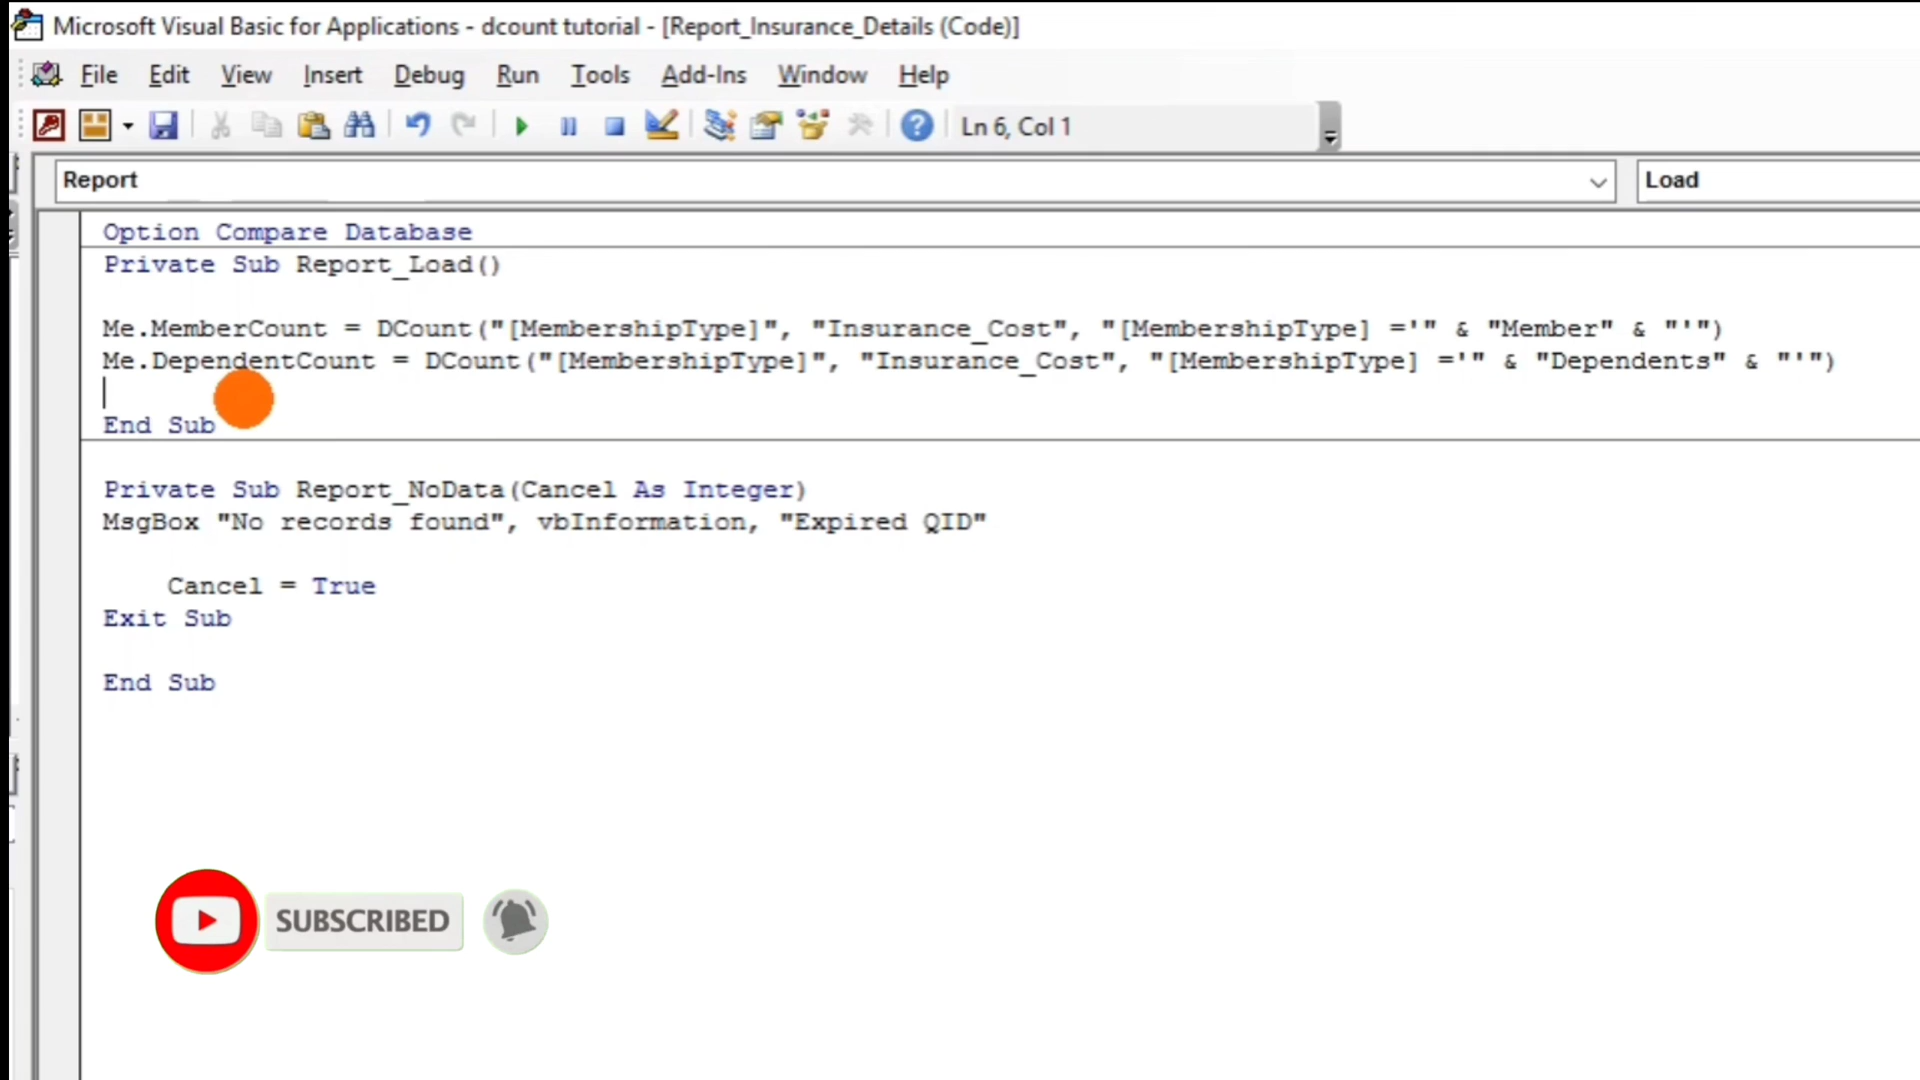 Microsoft Visual Basic for Applications - dcount tutorial - [Report_Insurance_Details (Code)]
File Edit View Insert Debug Run Tools Add-Ins Window Help
Ln 6, Col 1
Report Load
Option Compare Database
Private Sub Report_Load()
Me.MemberCount = DCount("[MembershipType]", "Insurance_Cost", "[MembershipType] ='" & "Member" & "'")
Me.DependentCount = DCount("[MembershipType]", "Insurance_Cost", "[MembershipType] ='" & "Dependents" & "'")
End Sub
Private Sub Report_NoData(Cancel As Integer)
MsgBox "No records found", vbInformation, "Expired QID"
Cancel = True
Exit Sub
End Sub
SUBSCRIBED